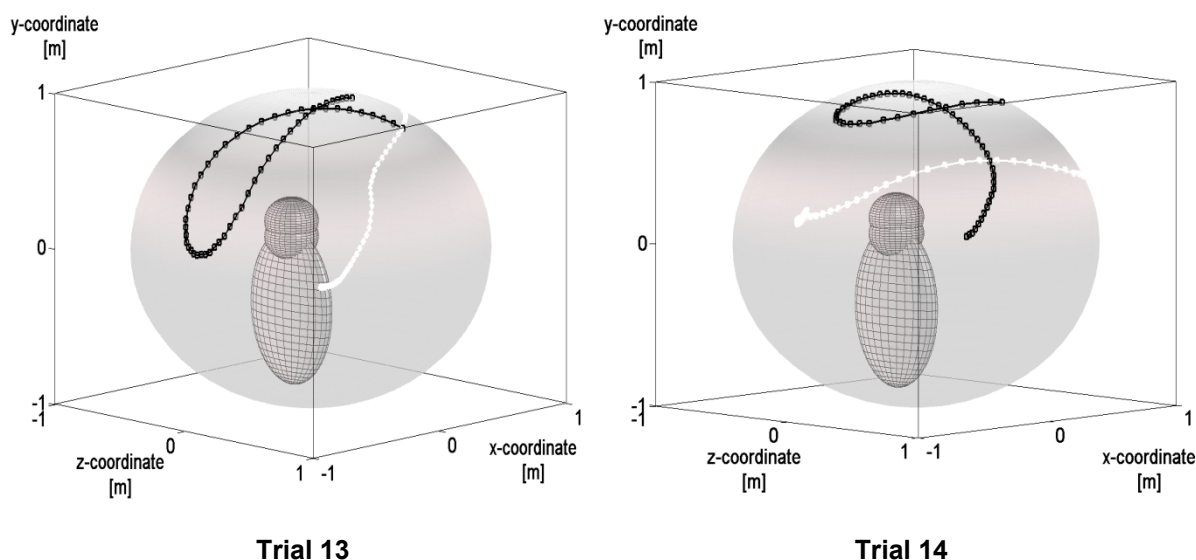 y-coordinate
[m]
1
0
-1
-1
0
1
z-coordinate
[m]
-1
0
1
x-coordinate
[m]
Trial 13
y-coordinate
[m]
1
0
-1
-1
0
1
z-coordinate
[m]
-1
0
1
x-coordinate
[m]
Trial 14